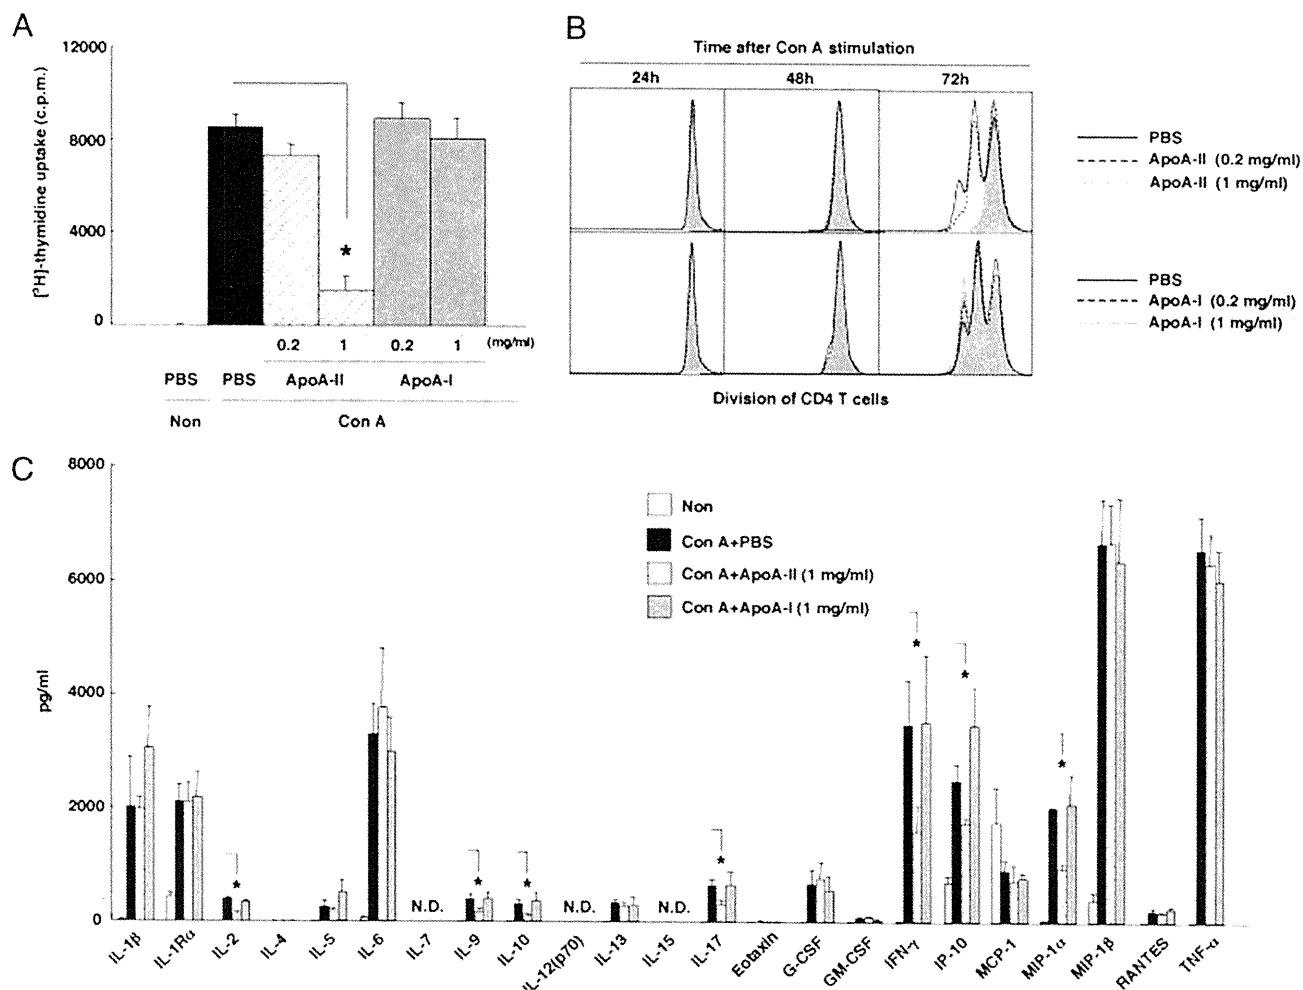 A
12000
8000
4000
0
[³H]-thymidine uptake (c.p.m.)
*
0.2 1 0.2 1 (mg/ml)
PBS PBS ApoA-II ApoA-I
Non Con A
B
Time after Con A stimulation
24h 48h 72h
PBS
ApoA-II (0.2 mg/ml)
ApoA-II (1 mg/ml)
PBS
ApoA-I (0.2 mg/ml)
ApoA-I (1 mg/ml)
Division of CD4 T cells
C
8000
6000
4000
2000
0
pg/ml
Non
Con A+PBS
Con A+ApoA-II (1 mg/ml)
Con A+ApoA-I (1 mg/ml)
* * * * * * *
N.D. N.D. N.D.
IL-1β IL-1Rα IL-2 IL-4 IL-5 IL-6 IL-7 IL-9 IL-10 IL-12(p70) IL-13 IL-15 IL-17 Eotaxin G-CSF GM-CSF IFN-γ IP-10 MCP-1 MIP-1α MIP-1β RANTES TNF-α